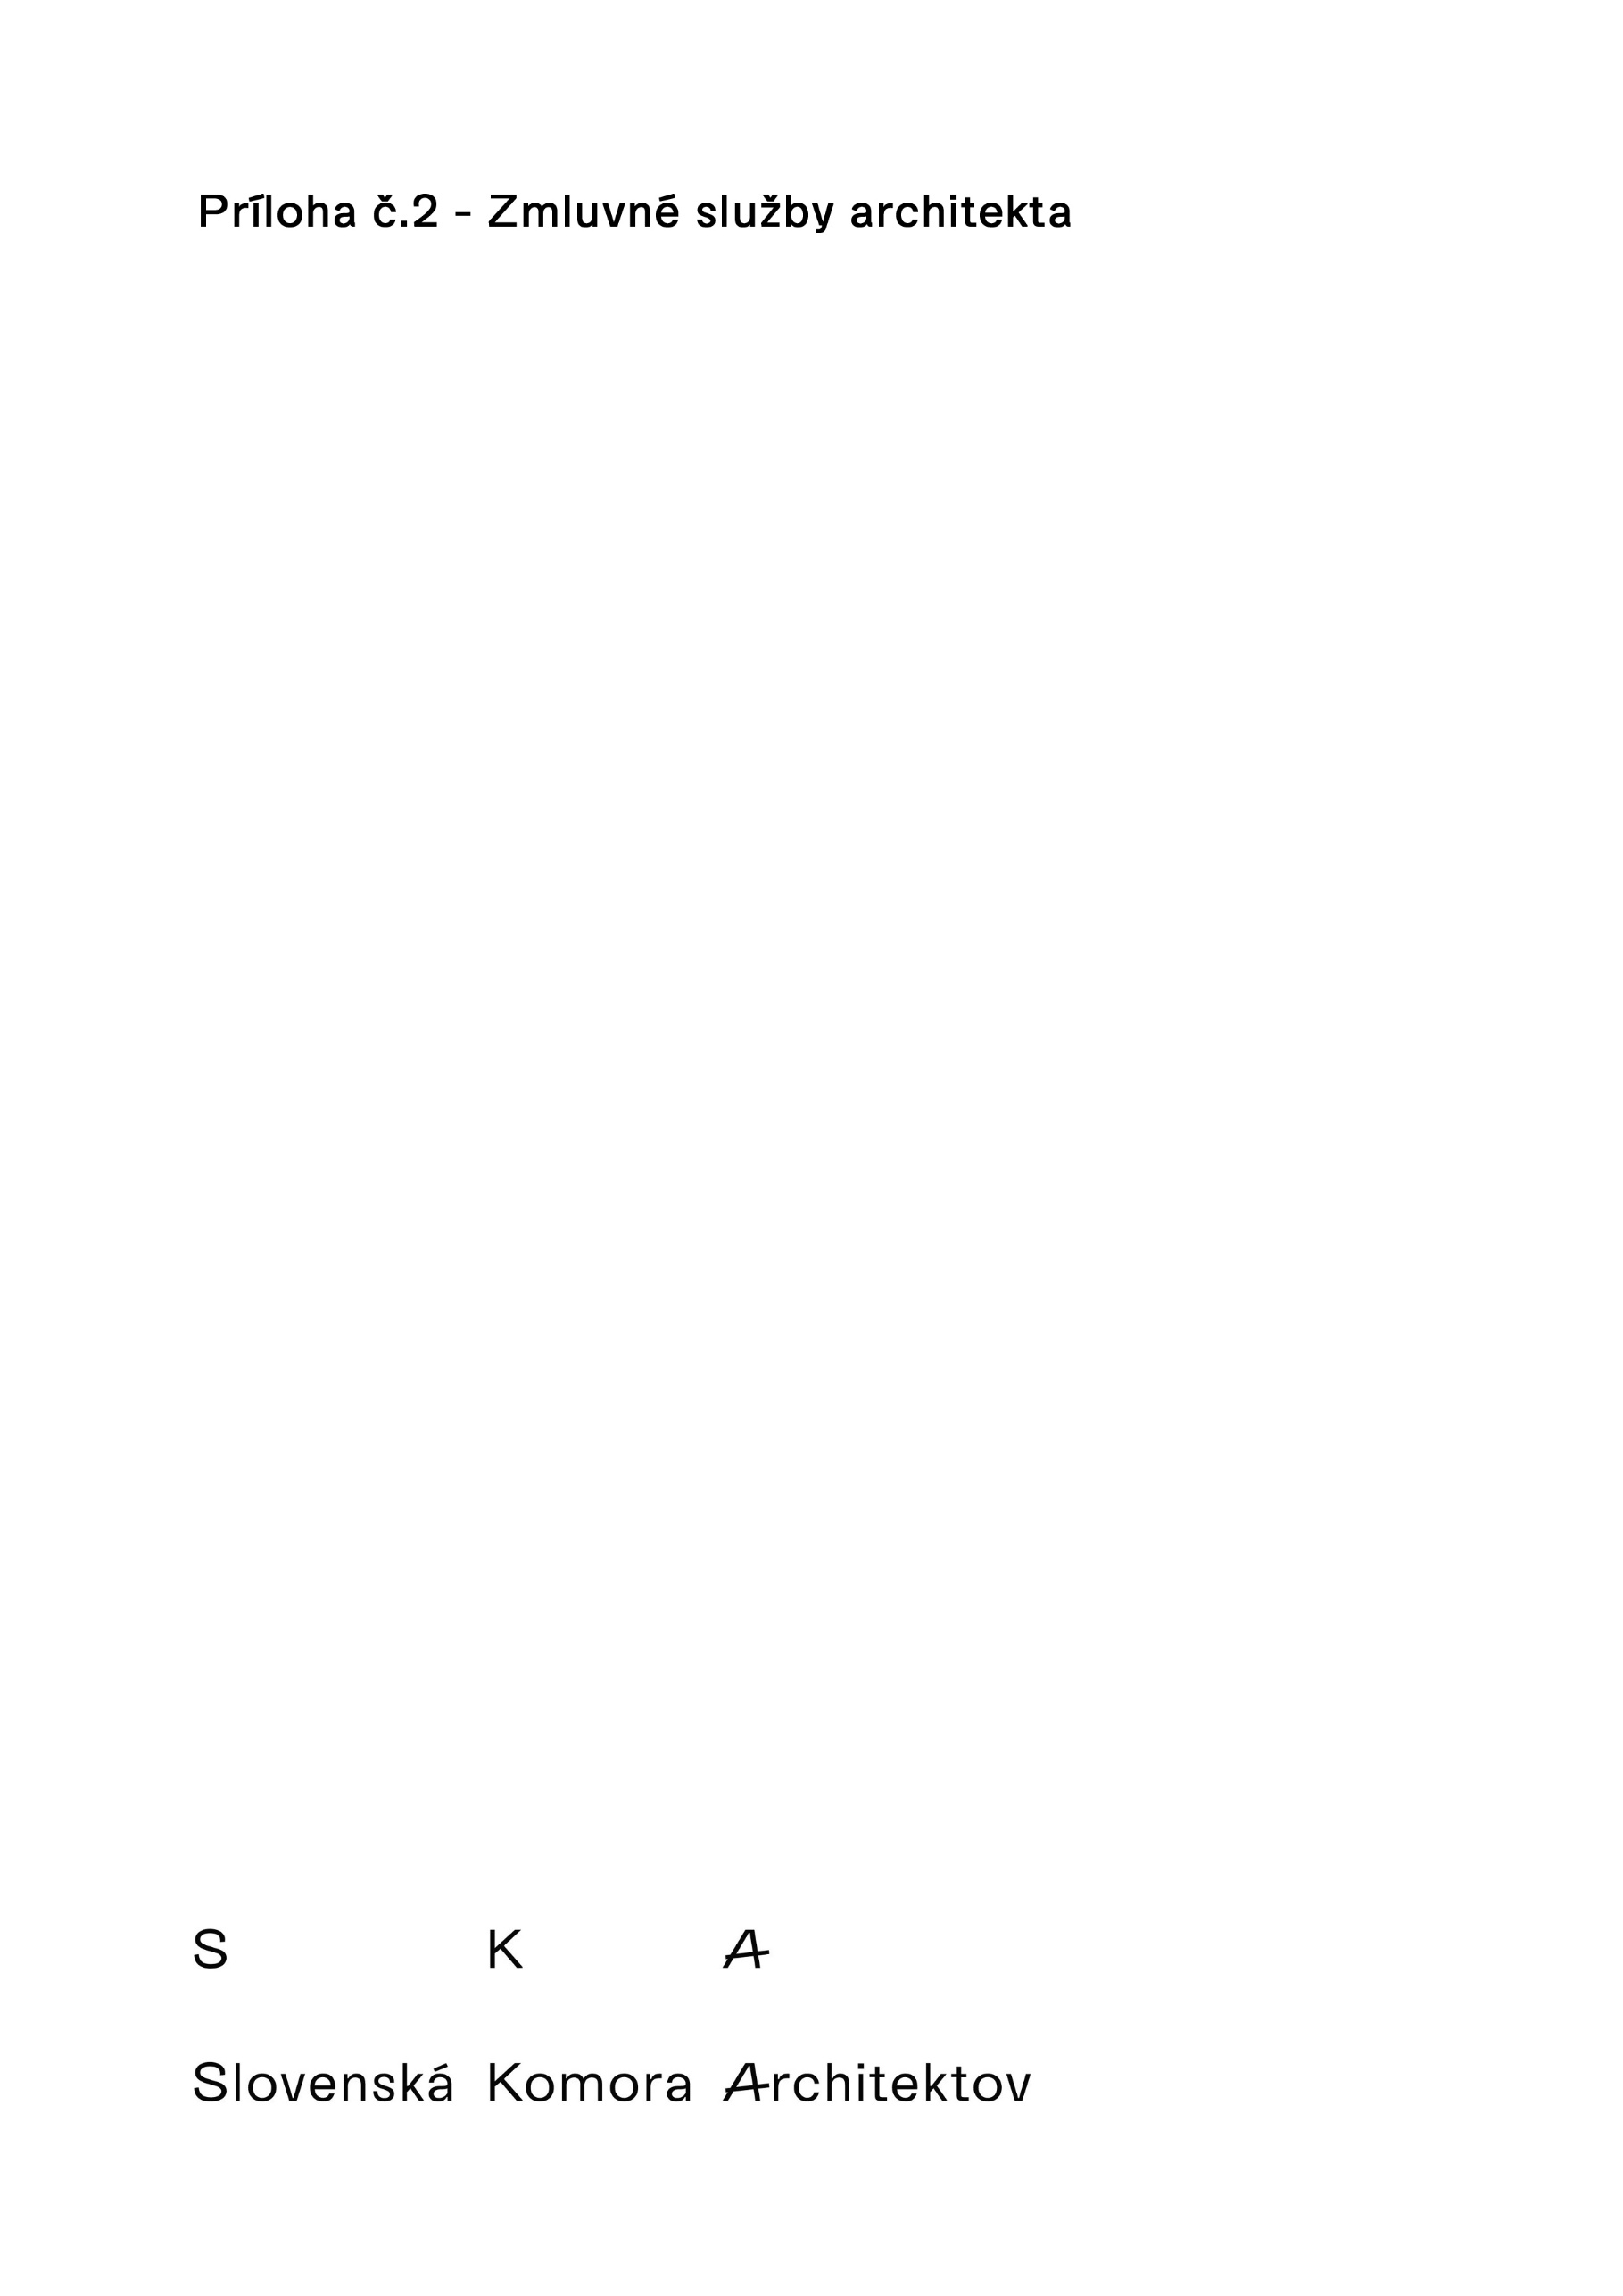 Príloha č.2 - Zmluvné služby architekta
S K A
Slovenská Komora Architektov